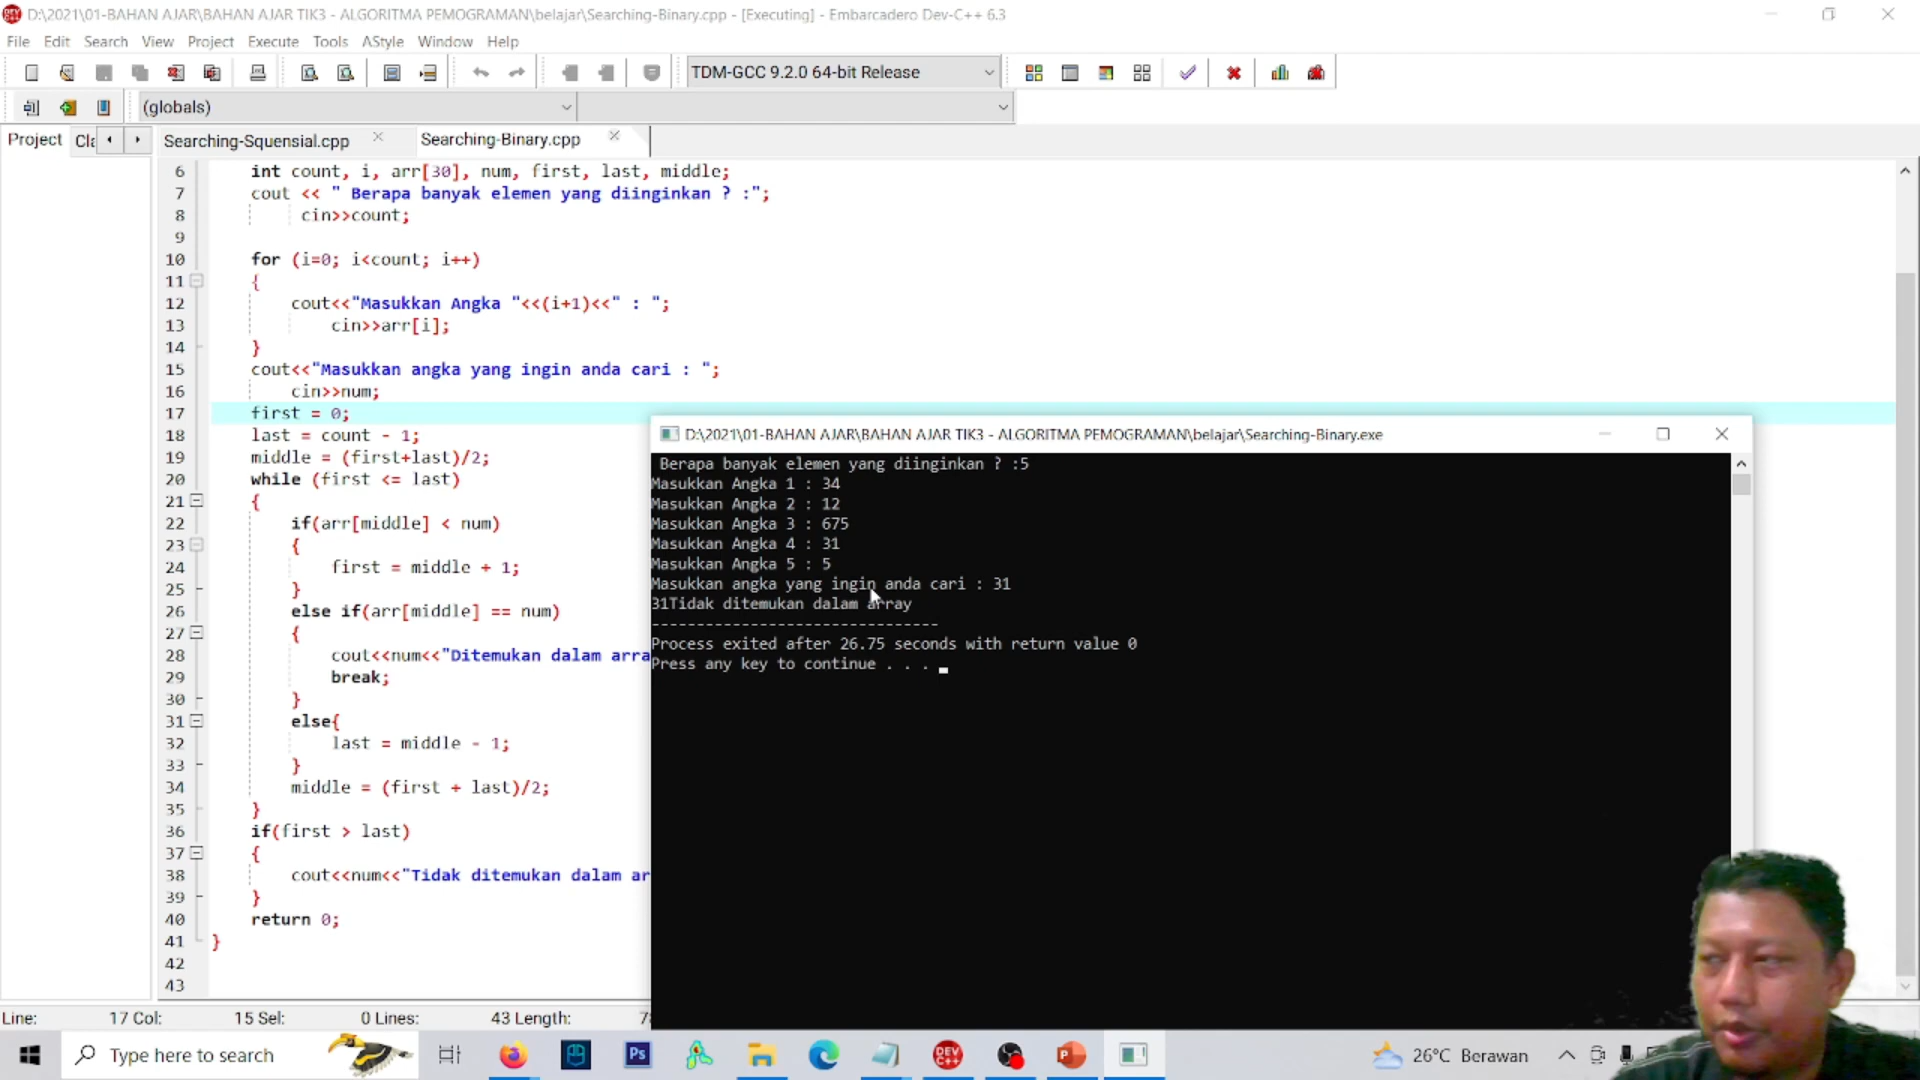 D:\2021\01-BAHAN AJAR\BAHAN AJAR TIK3 - ALGORITMA PEMOGRAMAN\belajar\Searching-Binary.cpp - [Executing] - Embarcadero Dev-C++ 6.3
File Edit Search View Project Execute Tools AStyle Window Help
TDM-GCC 9.2.0 64-bit Release
(globals)
Project Searching-Squensial.cpp Searching-Binary.cpp
6 int count, i, arr[30], num, first, last, middle;
7 cout << " Berapa banyak elemen yang diinginkan ? :";
8 cin>>count;
9
10 for (i=0; i<count; i++)
11 {
12 cout<<"Masukkan Angka "<<(i+1)<<" : ";
13 cin>>arr[i];
14 }
15 cout<<"Masukkan angka yang ingin anda cari : ";
16 cin>>num;
17 first = 0;
18 last = count - 1;
19 middle = (first+last)/2;
20 while (first <= last)
21 {
22 if(arr[middle] < num)
23 {
24 first = middle + 1;
25 }
26 else if(arr[middle] == num)
27 {
28 cout<<num<<"Ditemukan dalam arra
29 break;
30 }
31 else{
32 last = middle - 1;
33 }
34 middle = (first + last)/2;
35 }
36 if(first > last)
37 {
38 cout<<num<<"Tidak ditemukan dalam ar
39 }
40 return 0;
41 }
42
43
D:\2021\01-BAHAN AJAR\BAHAN AJAR TIK3 - ALGORITMA PEMOGRAMAN\belajar\Searching-Binary.exe
Berapa banyak elemen yang diinginkan ? :5
Masukkan Angka 1 : 34
Masukkan Angka 2 : 12
Masukkan Angka 3 : 675
Masukkan Angka 4 : 31
Masukkan Angka 5 : 5
Masukkan angka yang ingin anda cari : 31
31Tidak ditemukan dalam array
--------------------------------
Process exited after 26.75 seconds with return value 0
Press any key to continue . . .
Line: 17 Col: 15 Sel: 0 Lines: 43 Length:
Type here to search
Ps
DEV C++
26°C Berawan